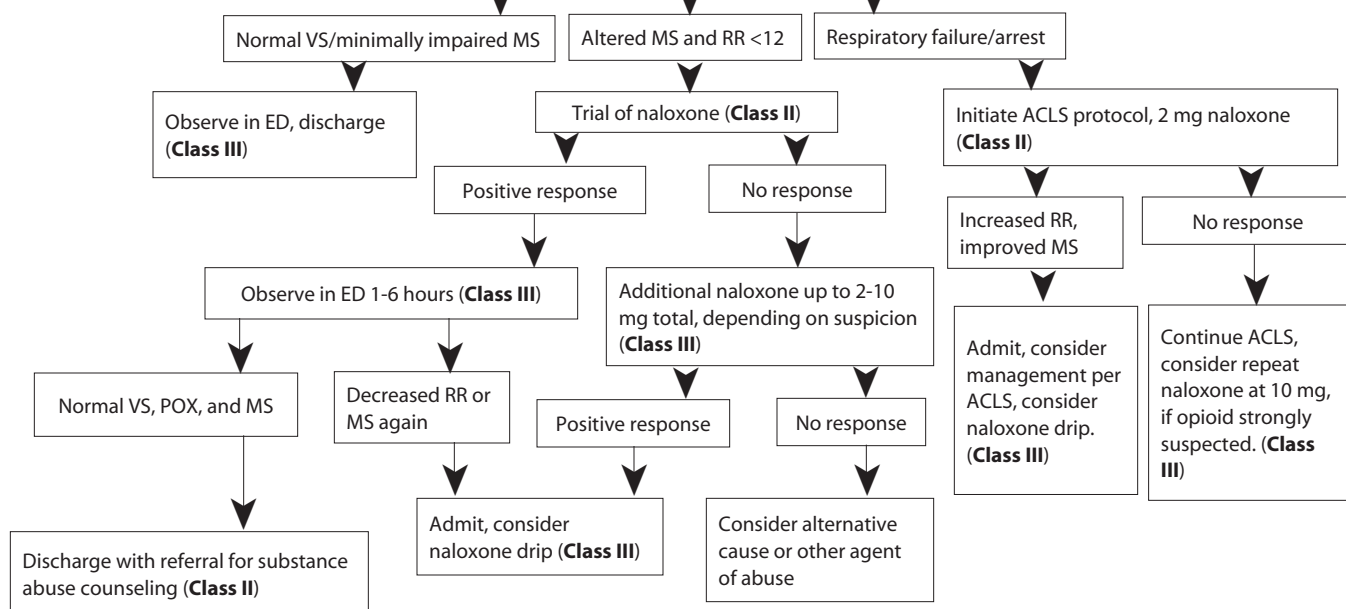 Normal VS/minimally impaired MS
Altered MS and RR <12
Respiratory failure/arrest
Observe in ED, discharge
(Class III)
Trial of naloxone (Class II)
Initiate ACLS protocol, 2 mg naloxone
(Class II)
Positive response
No response
Increased RR,
improved MS
No response
Observe in ED 1-6 hours (Class III)
Additional naloxone up to 2-10
mg total, depending on suspicion
(Class III)
Admit, consider
management per
ACLS, consider
naloxone drip.
(Class III)
Continue ACLS,
consider repeat
naloxone at 10 mg,
if opioid strongly
suspected. (Class
III)
Normal VS, POX, and MS
Decreased RR or
MS again
Positive response
No response
Discharge with referral for substance
abuse counseling (Class II)
Admit, consider
naloxone drip (Class III)
Consider alternative
cause or other agent
of abuse